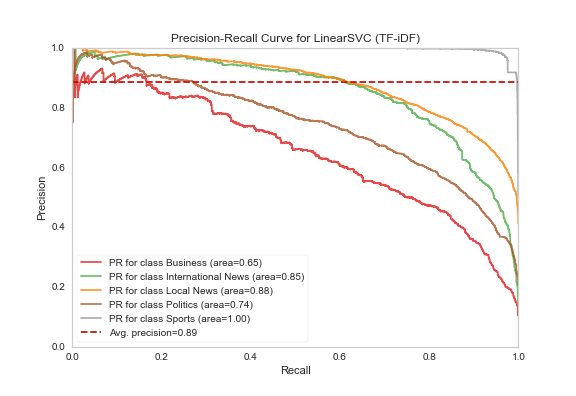 Precision-Recall Curve for LinearSVC (TF-iDF)
1.0
0.8
0.6
0.4
0.2
0.0
Precision
PR for class Business (area=0.65)
PR for class International News (area=0.85)
PR for class Local News (area=0.88)
PR for class Politics (area=0.74)
PR for class Sports (area=1.00)
Avg. precision=0.89
0.0 0.2 0.4 0.6 0.8 1.0
Recall